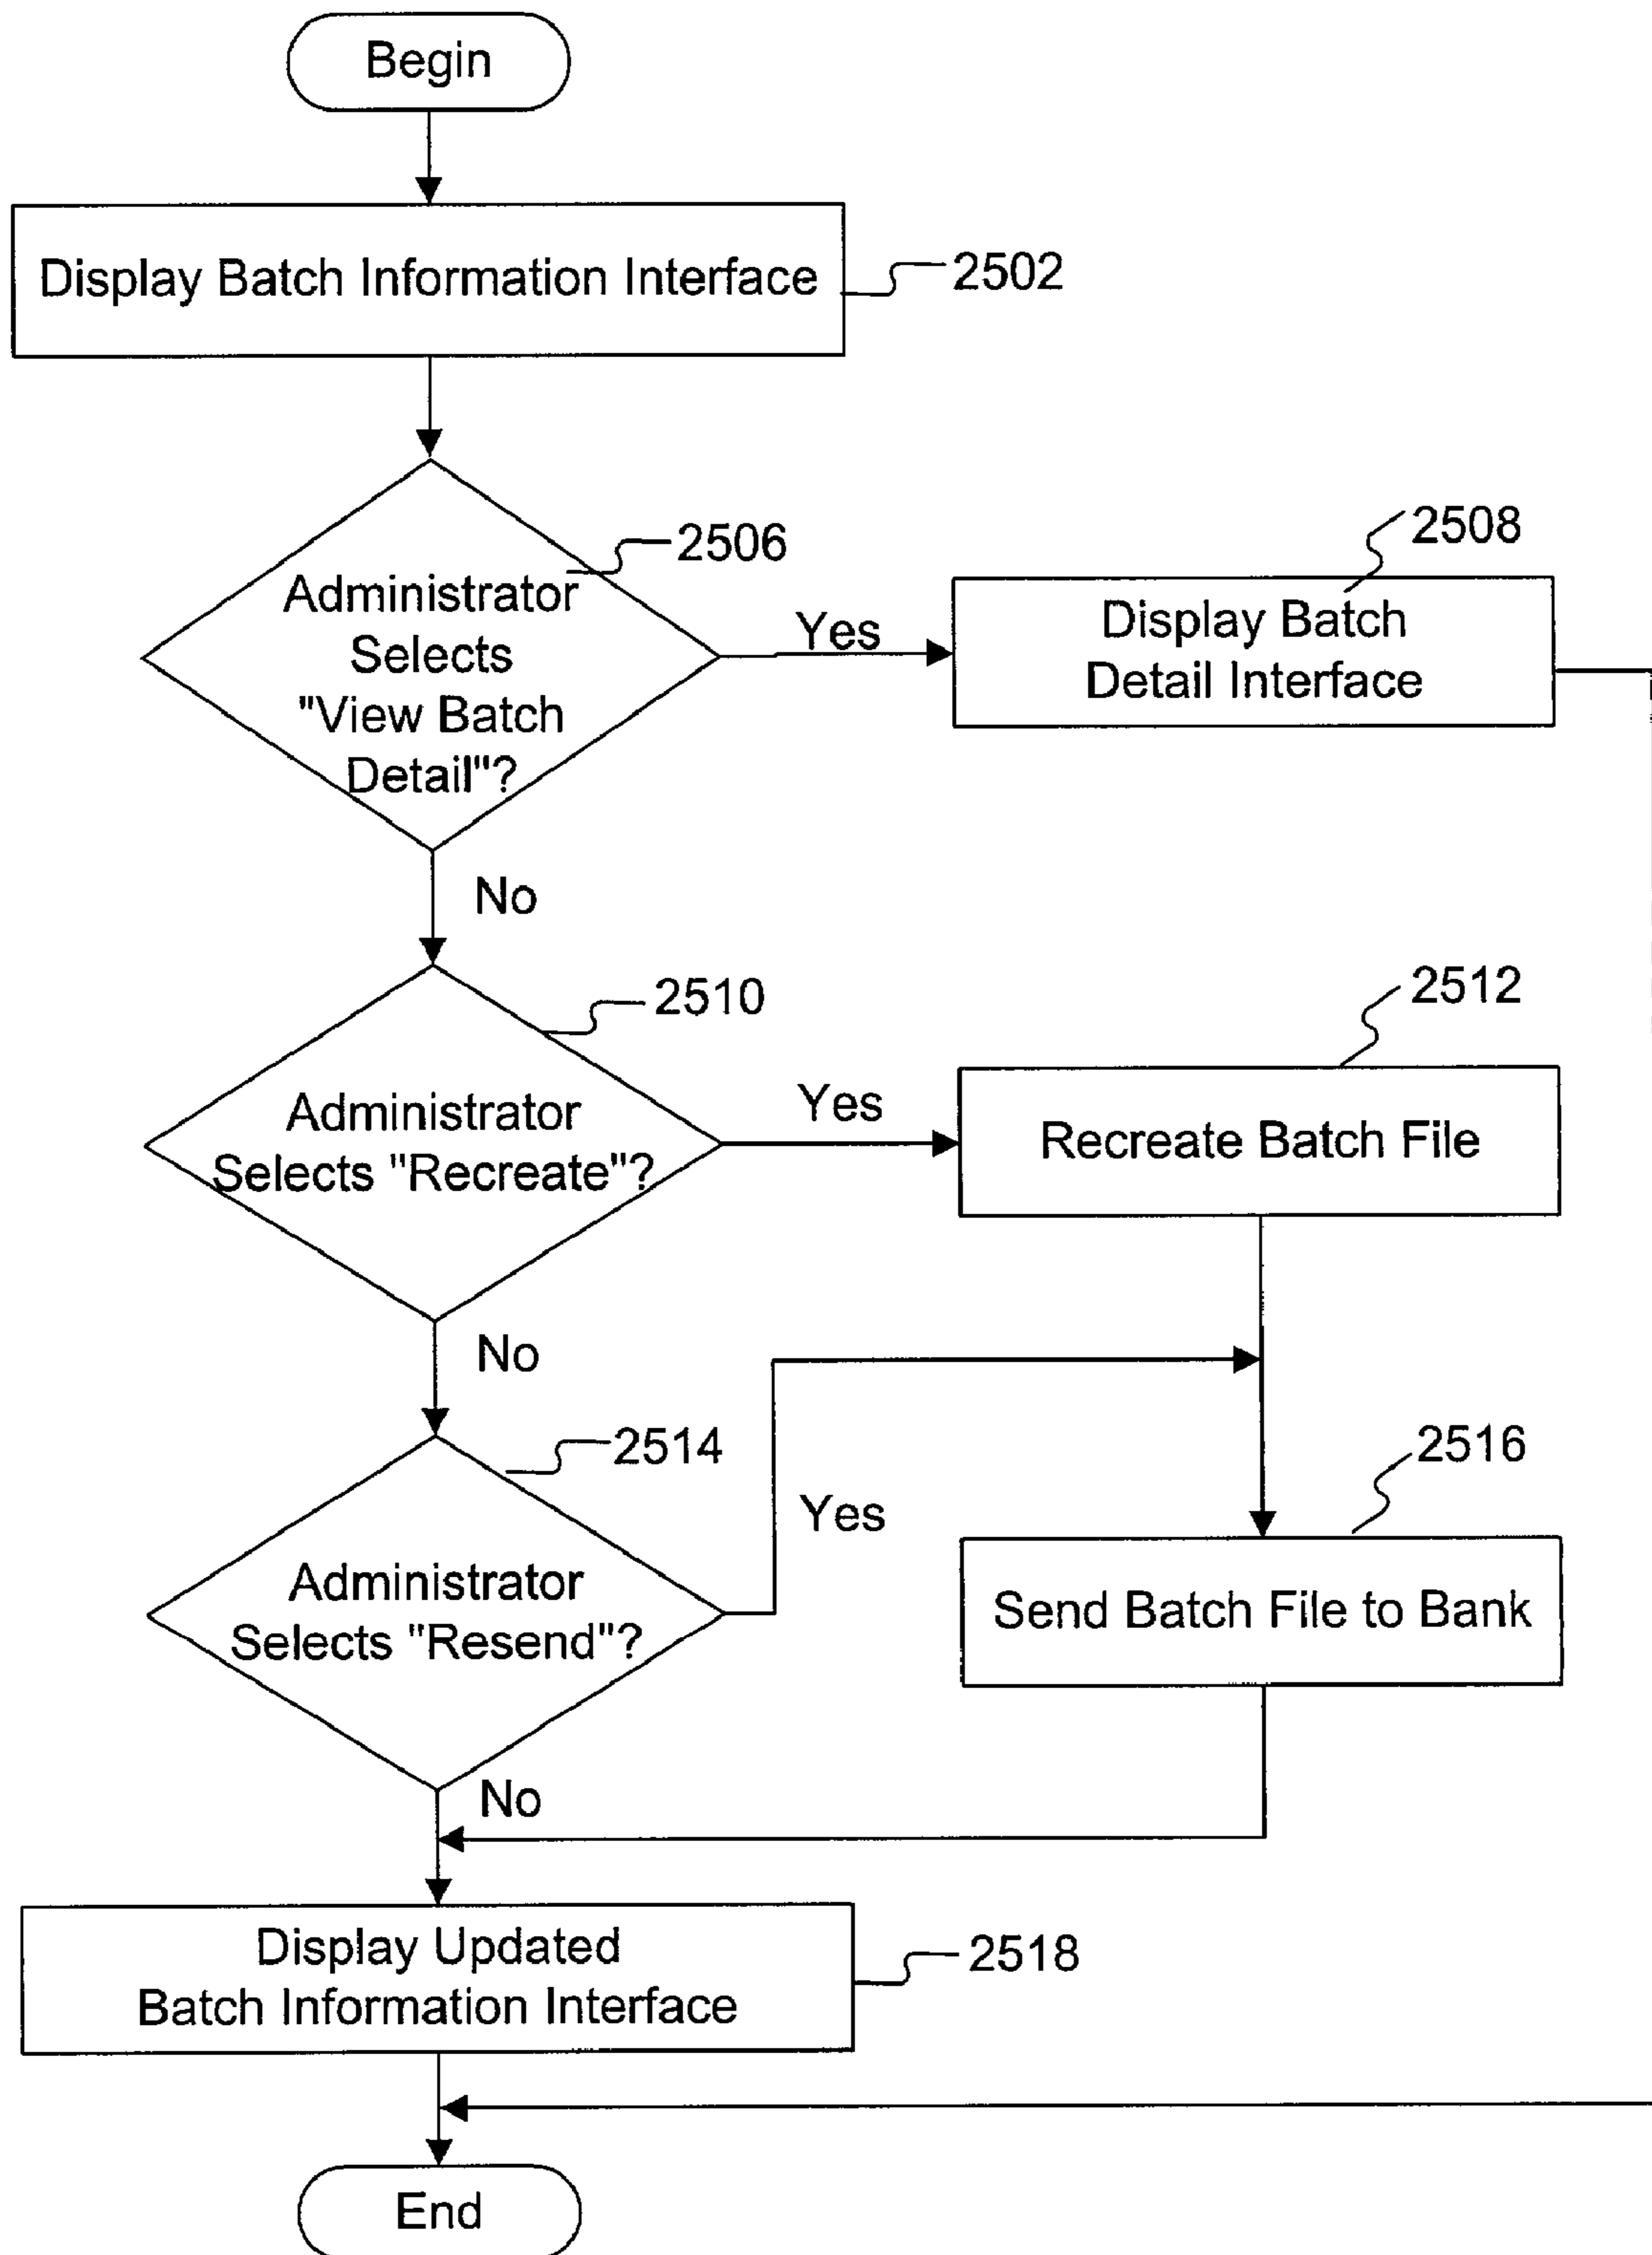 Begin
Display Batch Information Interface
2502
2506
Administrator
Selects
"View Batch
Detail"?
Yes
2508
Display Batch
Detail Interface
No
2510
Administrator
Selects "Recreate"?
Yes
2512
Recreate Batch File
No
2514
Administrator
Selects "Resend"?
Yes
2516
Send Batch File to Bank
No
Display Updated
Batch Information Interface
2518
End